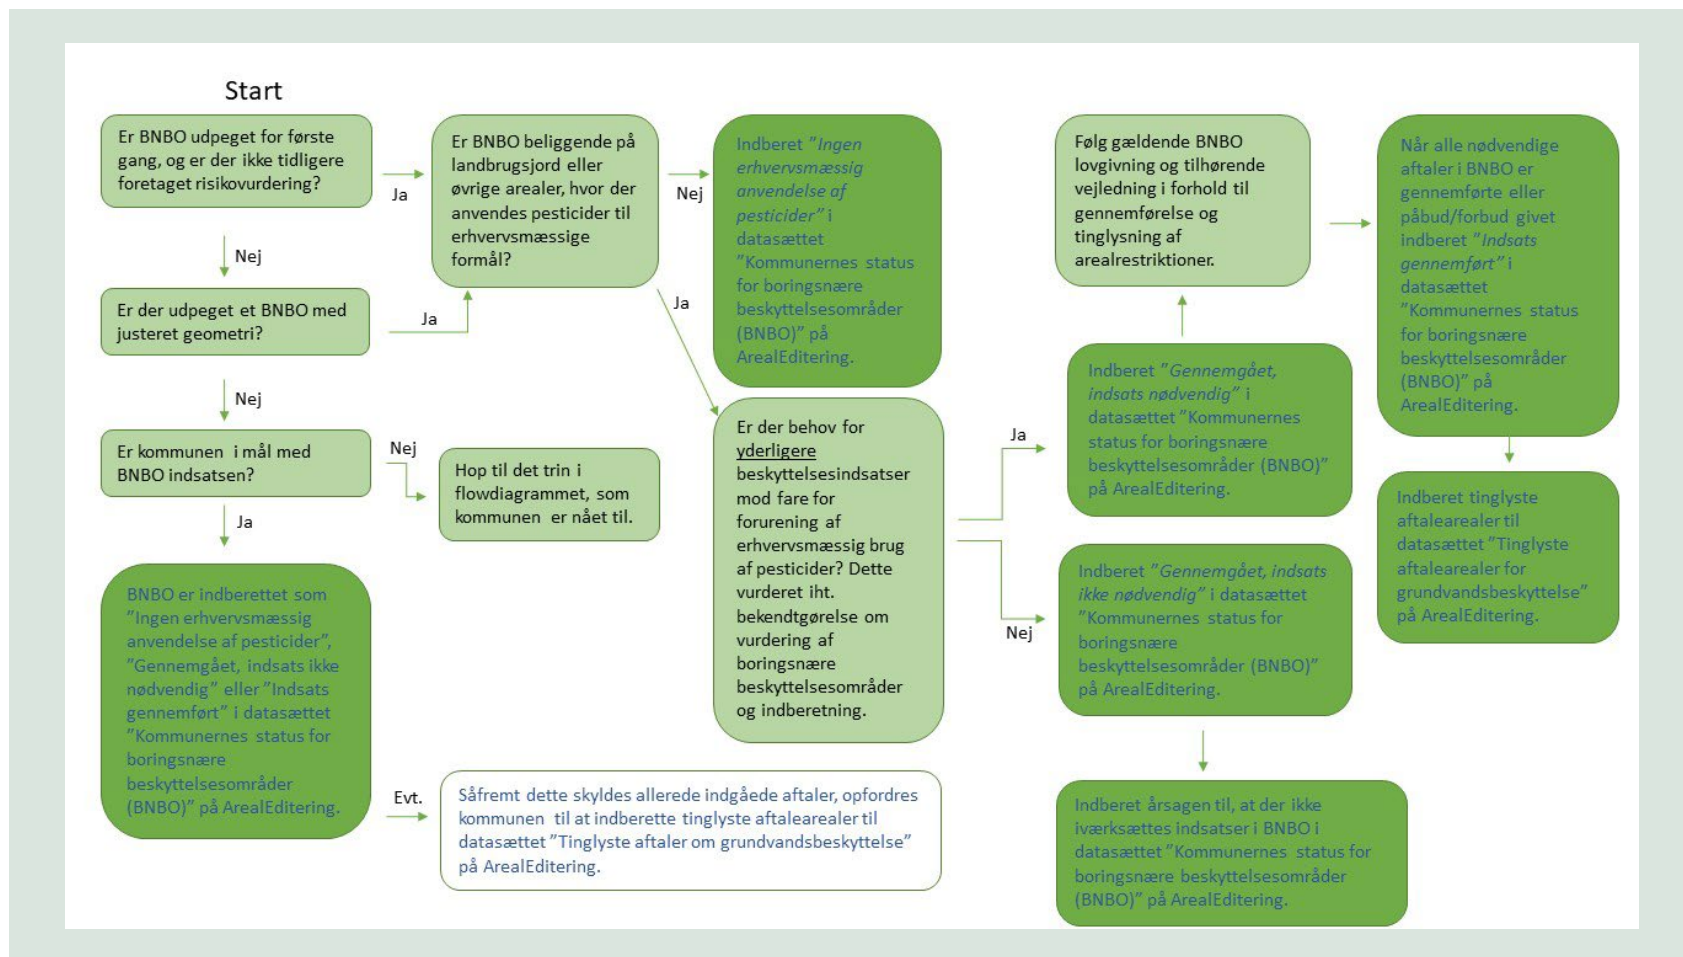 Start
Er BNBO udpeget for første
gang, og er der ikke tidligere
foretaget risikovurdering?
Ja
Nej
Er der udpeget et BNBO med
justeret geometri?
Ja
Nej
Er kommunen i mål med
BNBO indsatsen?
Nej
Ja
Hop til det trin i
flowdiagrammet, som
kommunen er nået til.
BNBO er indberettet som
”Ingen erhvervsmæssig
anvendelse af pesticider”,
”Gennemgået, indsats ikke
nødvendig” eller ”Indsats
gennemført” i datasættet
”Kommunernes status for
boringsnære
beskyttelsesområder
(BNBO)” på ArealEditering.
Evt.
Såfremt dette skyldes allerede indgåede aftaler, opfordres
kommunen til at indberette tinglyste aftalearealer til
datasættet ”Tinglyste aftaler om grundvandsbeskyttelse”
på ArealEditering.
Er BNBO beliggende på
landbrugsjord eller
øvrige arealer, hvor der
anvendes pesticider til
erhvervsmæssige
formål?
Nej
Ja
Indberet ”Ingen
erhvervsmæssig
anvendelse af
pesticider” i
datasættet
”Kommunernes status
for boringsnære
beskyttelsesområder
(BNBO)” på
ArealEditering.
Er der behov for
yderligere
beskyttelsesindsatser
mod fare for
forurening af
erhvervsmæssig brug
af pesticider? Dette
vurderet iht.
bekendtgørelse om
vurdering af
boringsnære
beskyttelsesområder
og indberetning.
Ja
Nej
Indberet ”Gennemgået,
indsats nødvendig” i
datasættet ”Kommunernes
status for boringsnære
beskyttelsesområder (BNBO)”
på ArealEditering.
Følg gældende BNBO
lovgivning og tilhørende
vejledning i forhold til
gennemførelse og
tinglysning af
arealrestriktioner.
Når alle nødvendige
aftaler i BNBO er
gennemførte eller
påbud/forbud givet
indberet ”Indsats
gennemført” i
datasættet
”Kommunernes status
for boringsnære
beskyttelsesområder
(BNBO)” på
ArealEditering.
Indberet tinglyste
aftalearealer til
datasættet ”Tinglyste
aftalearealer for
grundvandsbeskyttelse”
på ArealEditering.
Indberet ”Gennemgået, indsats
ikke nødvendig” i datasættet
”Kommunernes status for
boringsnære
beskyttelsesområder (BNBO)”
på ArealEditering.
Indberet årsagen til, at der ikke
iværksættes indsatser i BNBO i
datasættet ”Kommunernes status for
boringsnære beskyttelsesområder
(BNBO)” på ArealEditering.